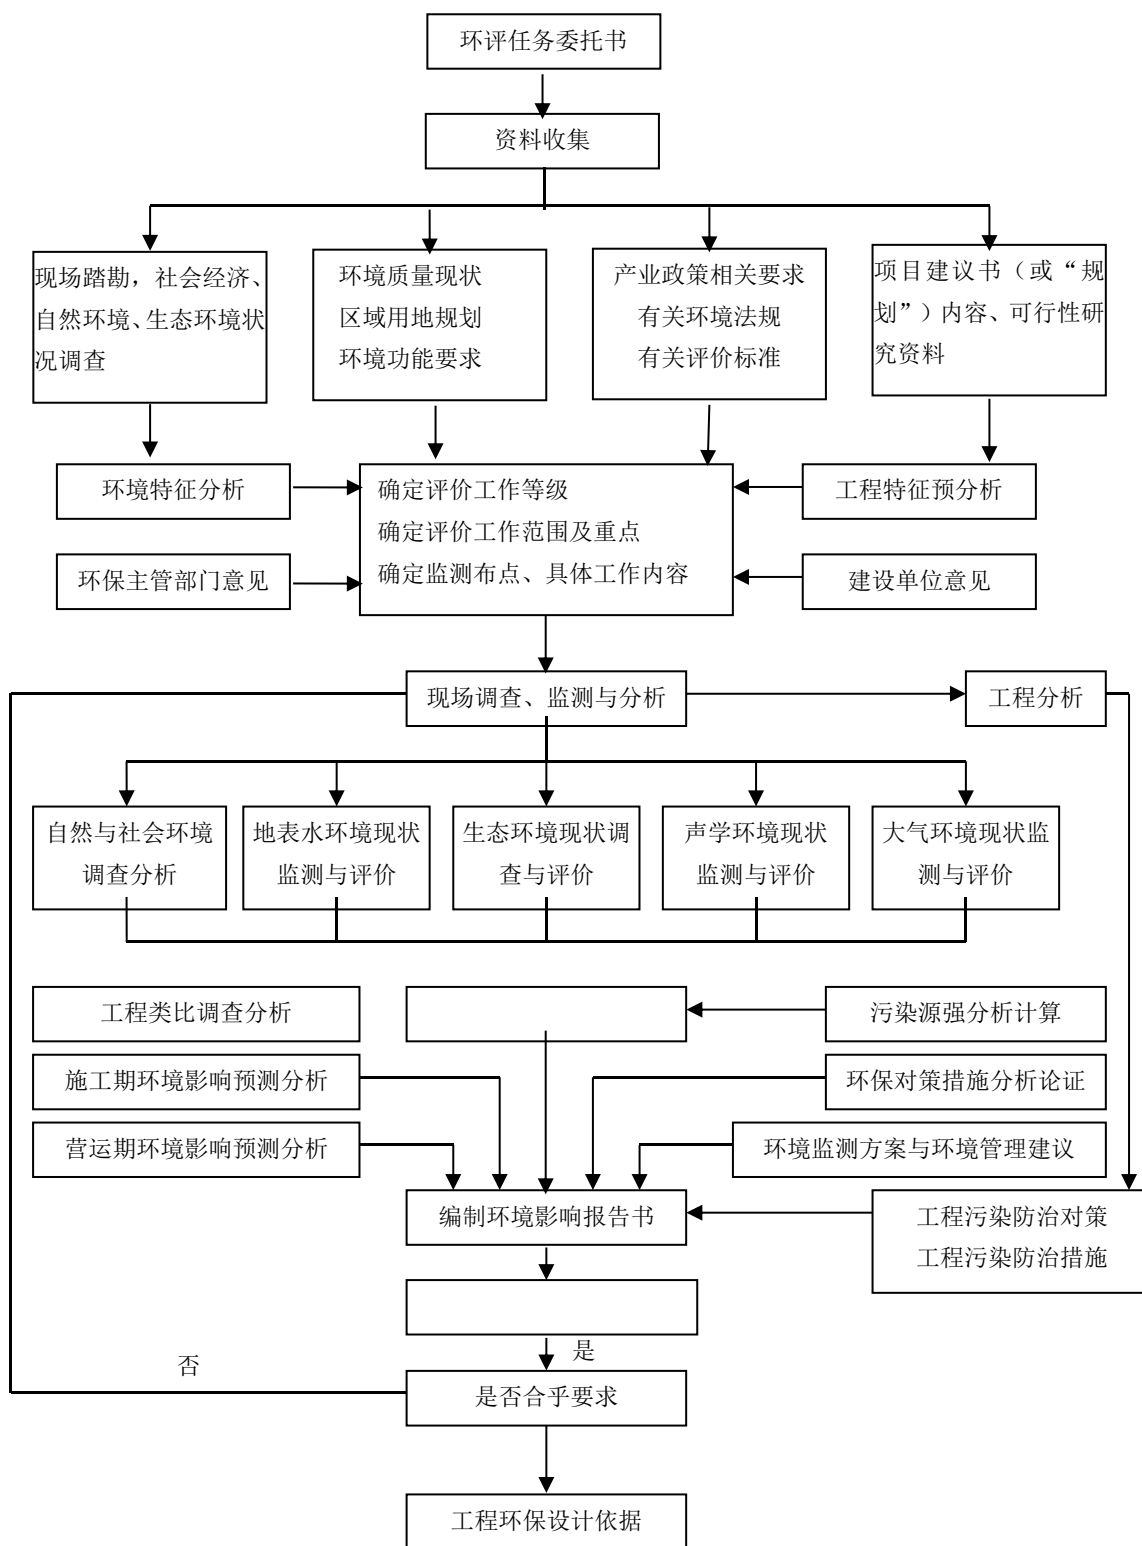 环评任务委托书
资料收集
现场踏勘，社会经济、
自然环境、生态环境状
况调查
环境质量现状
区域用地规划
环境功能要求
产业政策相关要求
有关环境法规
有关评价标准
项目建议书（或“规
划”）内容、可行性研
究资料
环境特征分析
确定评价工作等级
确定评价工作范围及重点
确定监测布点、具体工作内容
工程特征预分析
环保主管部门意见
建设单位意见
现场调查、监测与分析
工程分析
自然与社会环境
调查分析
地表水环境现状
监测与评价
生态环境现状调
查与评价
声学环境现状
监测与评价
大气环境现状监
测与评价
工程类比调查分析
污染源强分析计算
施工期环境影响预测分析
环保对策措施分析论证
营运期环境影响预测分析
环境监测方案与环境管理建议
编制环境影响报告书
工程污染防治对策
工程污染防治措施
是
否
是否合乎要求
工程环保设计依据